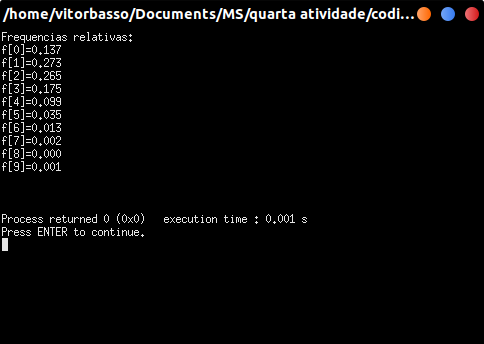 /home/vitorbasso/Documents/MS/quarta atividade/codi...
Frequencias relativas:
f[0]=0.137
f[1]=0.273
f[2]=0.265
f[3]=0.175
f[4]=0.099
f[5]=0.035
f[6]=0.013
f[7]=0.002
f[8]=0.000
f[9]=0.001
Process returned 0 (0x0)   execution time : 0.001 s
Press ENTER to continue.